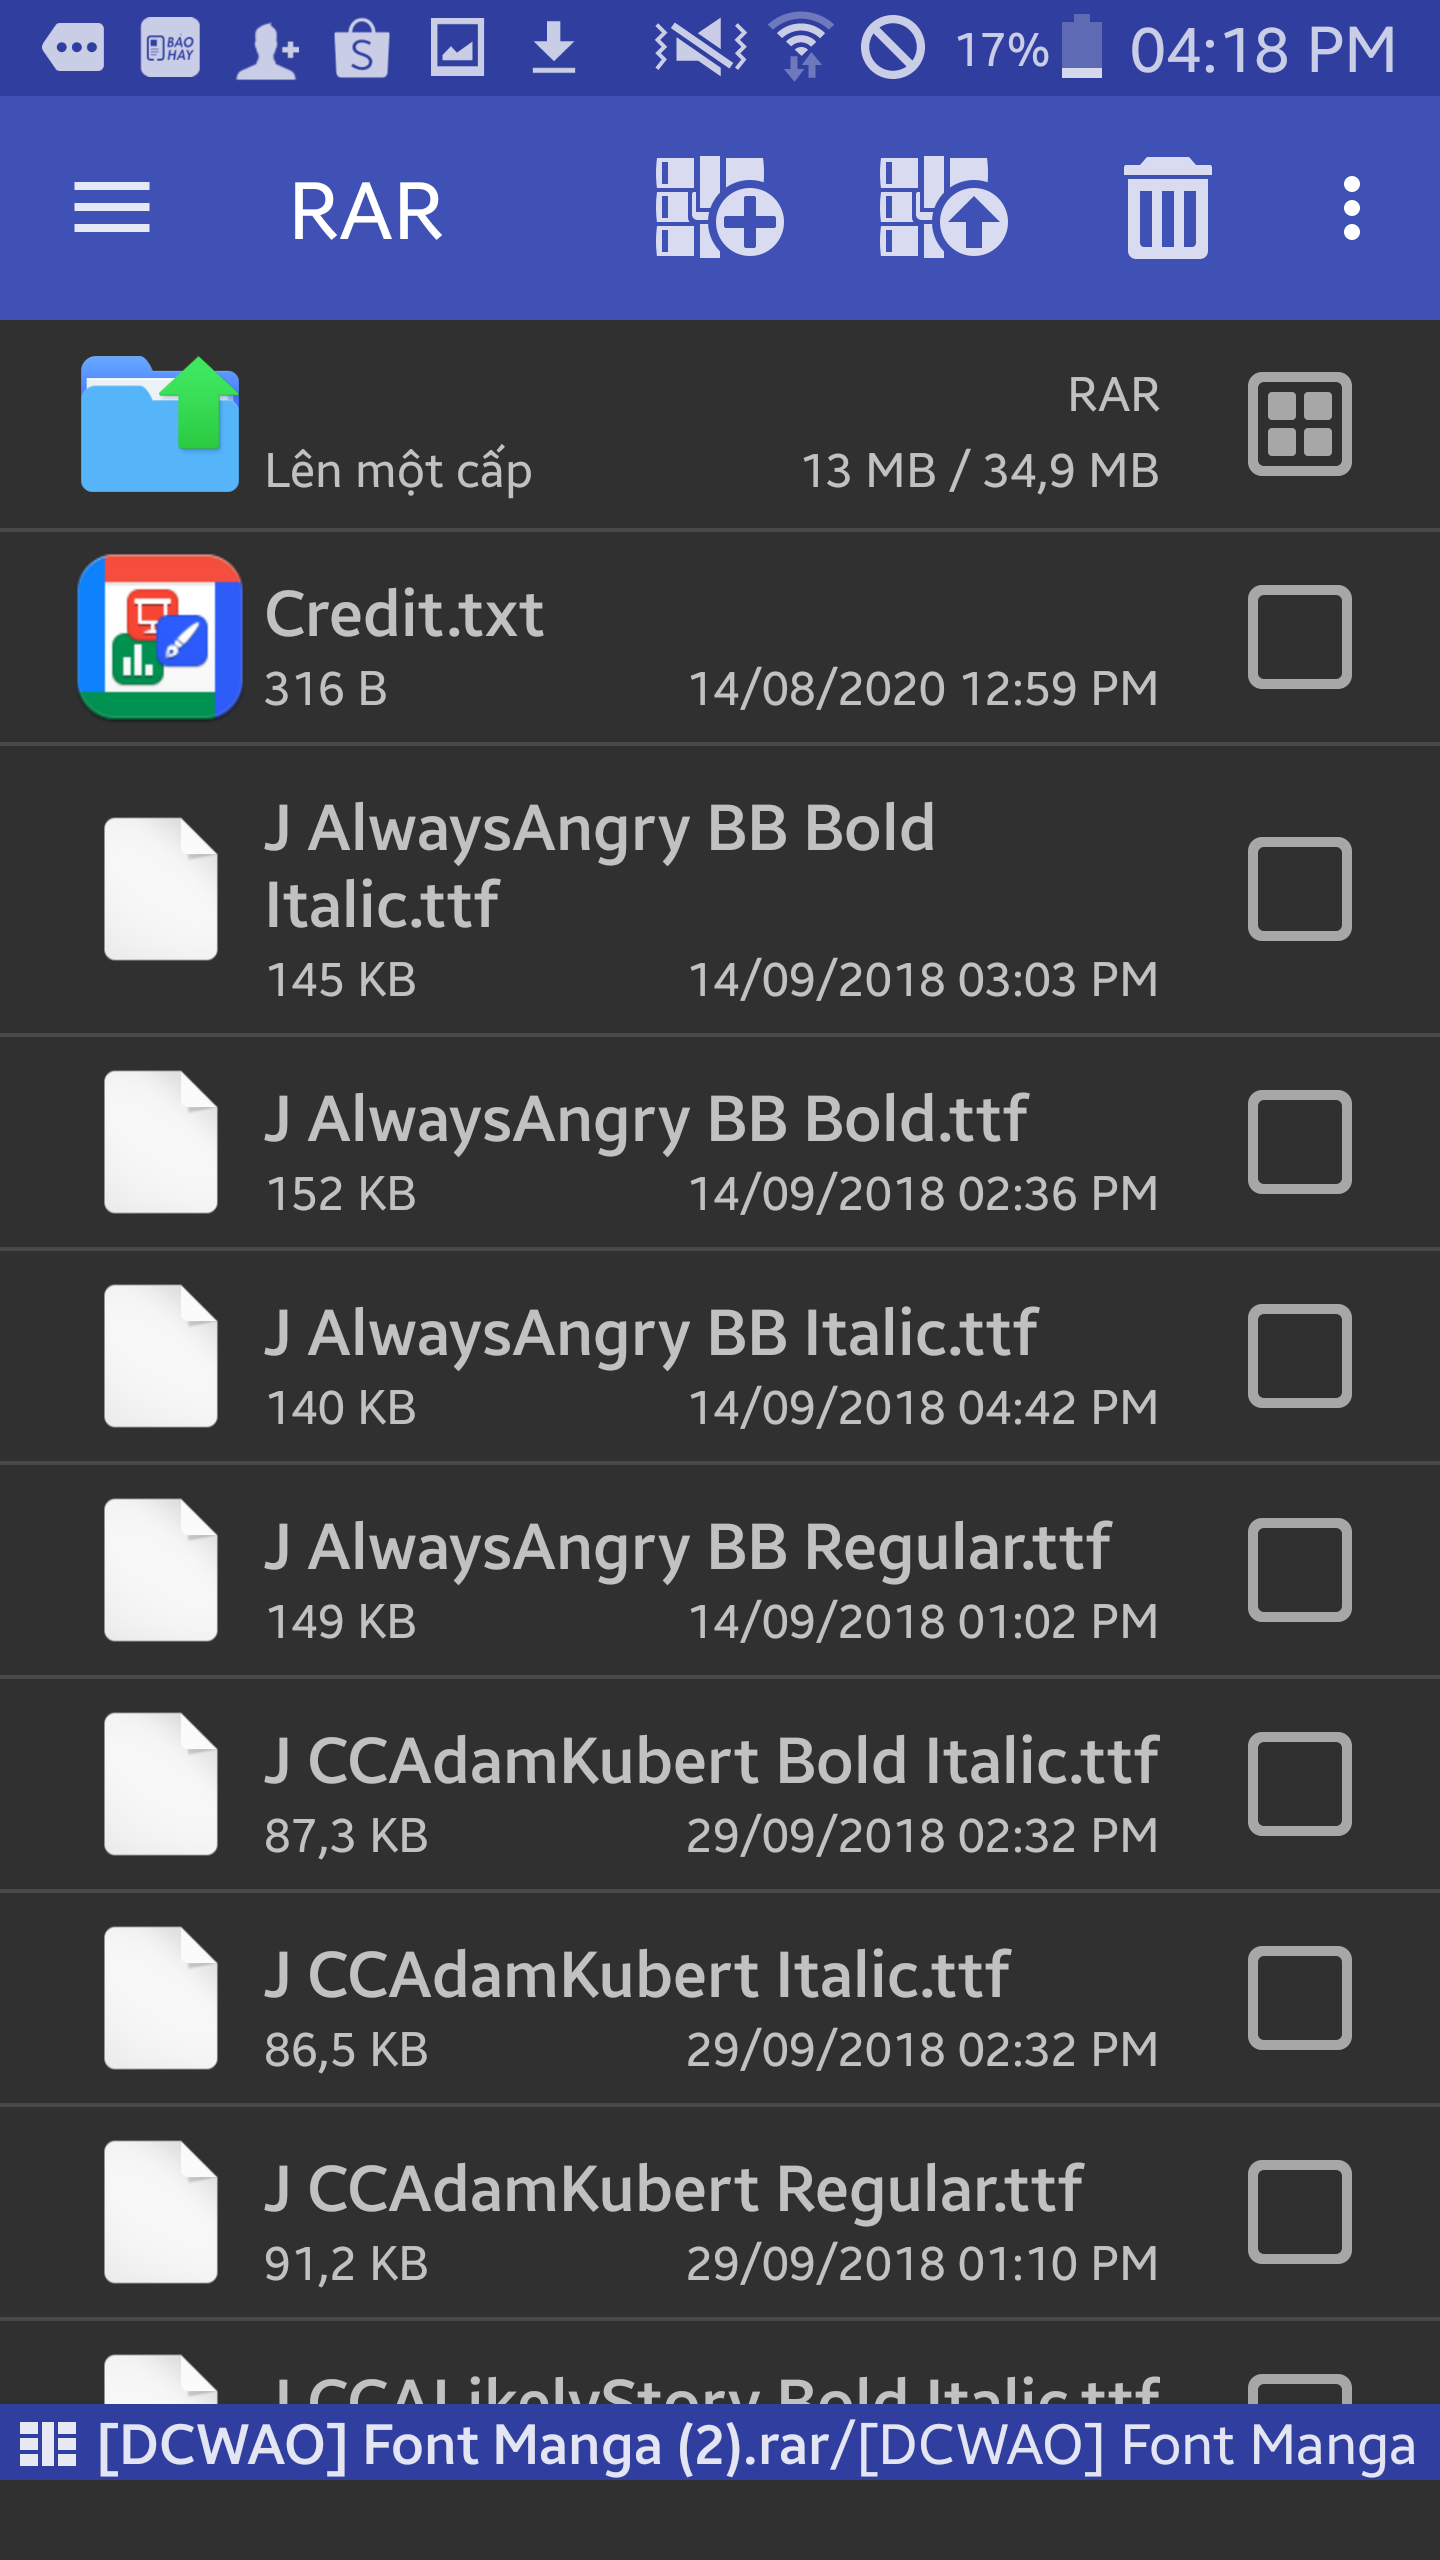 BÁO HAY
S
17% 04:18 PM
RAR
RAR
Lên một cấp 13 MB / 34,9 MB
Credit.txt
316 B 14/08/2020 12:59 PM
J AlwaysAngry BB Bold
Italic.ttf
145 KB 14/09/2018 03:03 PM
J AlwaysAngry BB Bold.ttf
152 KB 14/09/2018 02:36 PM
J AlwaysAngry BB Italic.ttf
140 KB 14/09/2018 04:42 PM
J AlwaysAngry BB Regular.ttf
149 KB 14/09/2018 01:02 PM
J CCAdamKubert Bold Italic.ttf
87,3 KB 29/09/2018 02:32 PM
J CCAdamKubert Italic.ttf
86,5 KB 29/09/2018 02:32 PM
J CCAdamKubert Regular.ttf
91,2 KB 29/09/2018 01:10 PM
J CCALikelyStory Bold Italic.ttf
[DCWAO] Font Manga (2).rar/[DCWAO] Font Manga